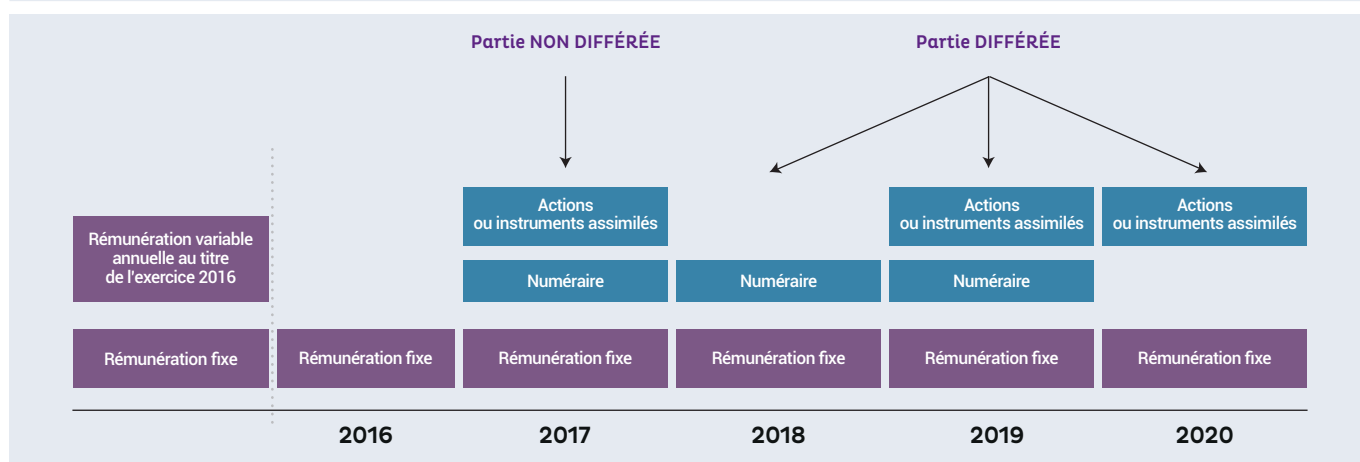 Partie NON DIFFÉRÉE
Partie DIFFÉRÉE
Actions
ou instruments assimilés
Actions
ou instruments assimilés
Actions
ou instruments assimilés
Rémunération variable
annuelle au titre
de l'exercice 2016
Numéraire
Numéraire
Numéraire
Rémunération fixe
Rémunération fixe
Rémunération fixe
Rémunération fixe
Rémunération fixe
Rémunération fixe
2016
2017
2018
2019
2020